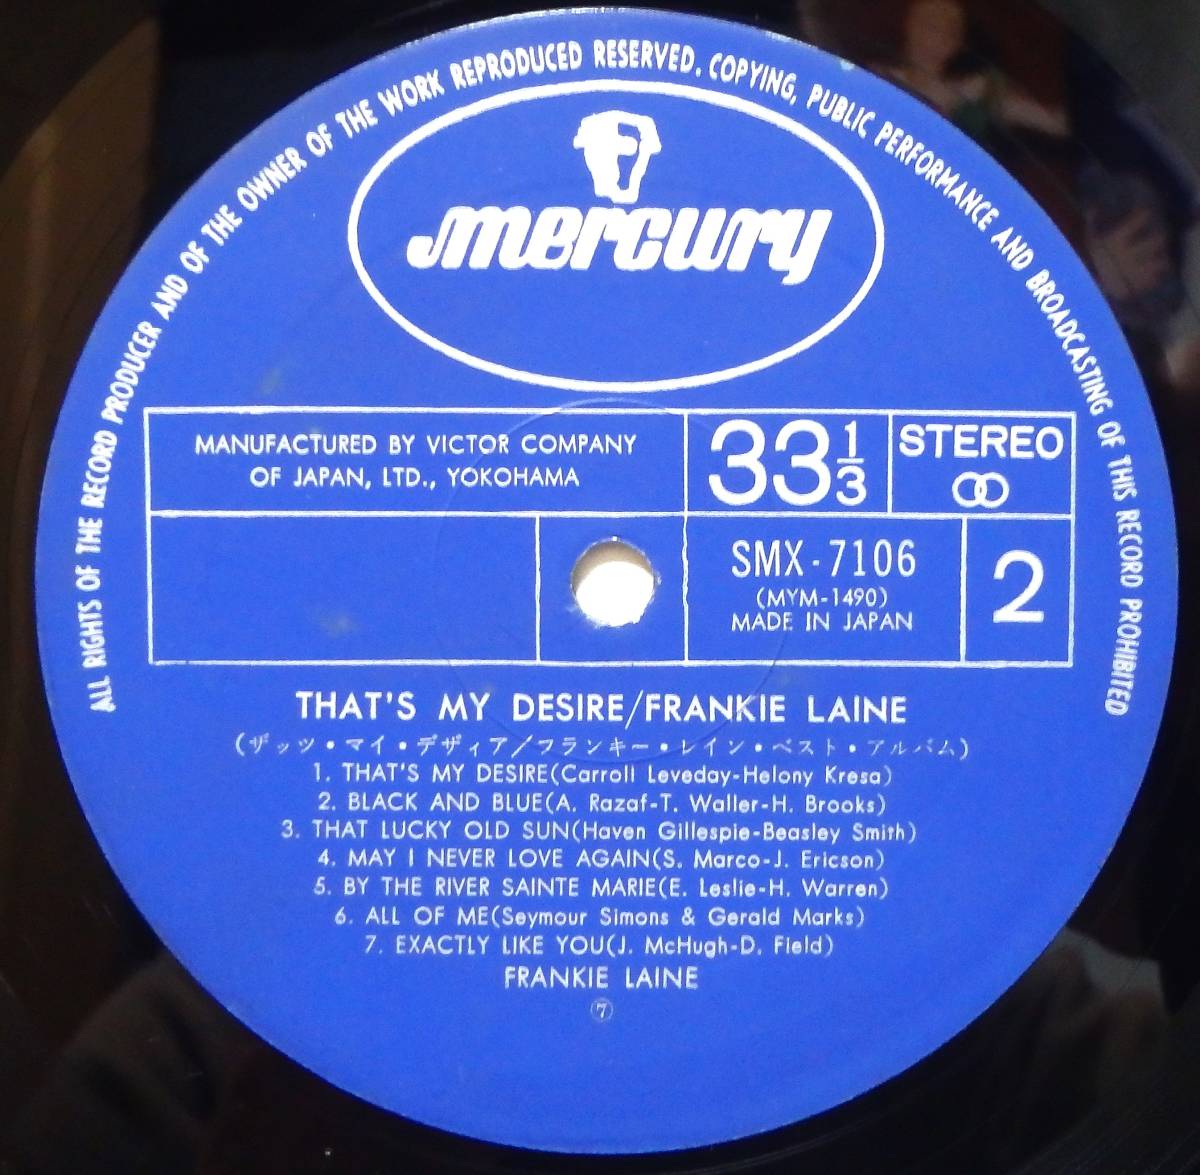 ALL RIGHTS OF THE RECORD PRODUCER AND OF THE OWNER OF THE WORK REPRODUCED RESERVED. COPYING, PUBLIC PERFORMANCE AND BROADCASTING OF THIS RECORD PROHIBITED
mercury
MANUFACTURED BY VICTOR COMPANY
OF JAPAN, LTD., YOKOHAMA
33 1/3
STEREO
SMX-7106
(MYM-1490)
MADE IN JAPAN
2
THAT'S MY DESIRE/FRANKIE LAINE
(ザッツ・マイ・デザィア/フランキー・レイン・ベスト・アルバム)
1. THAT'S MY DESIRE(Carroll Leveday-Helony Kresa)
2. BLACK AND BLUE(A. Razaf-T. Waller-H. Brooks)
3. THAT LUCKY OLD SUN(Haven Gillespie-Beasley Smith)
4. MAY I NEVER LOVE AGAIN(S. Marco-J. Ericson)
5. BY THE RIVER SAINTE MARIE(E. Leslie-H. Warren)
6. ALL OF ME(Seymour Simons & Gerald Marks)
7. EXACTLY LIKE YOU(J. McHugh-D. Field)
FRANKIE LAINE
⑦